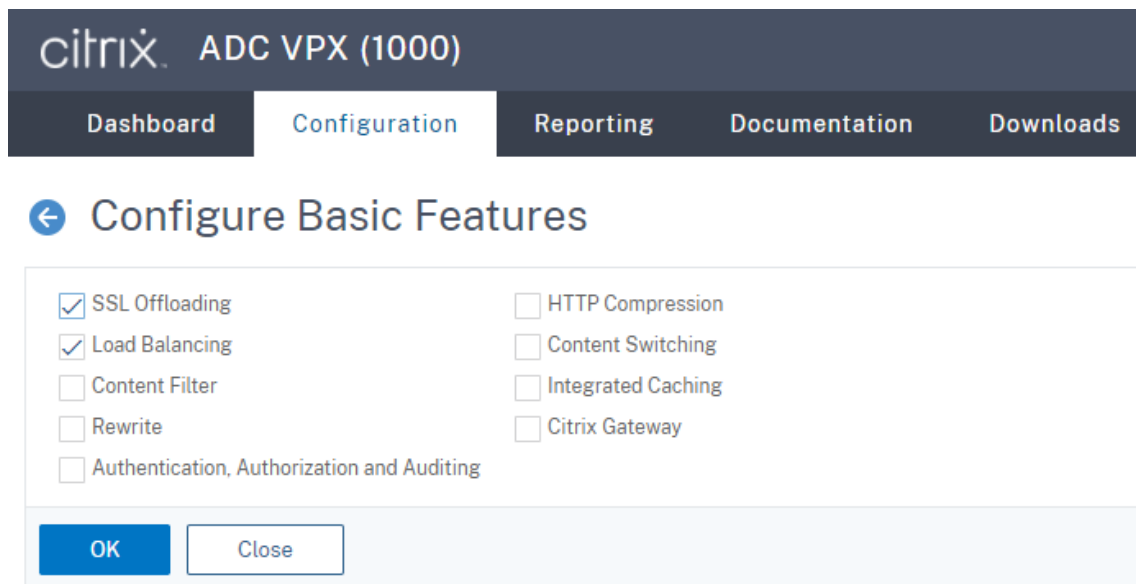 citrix. ADC VPX (1000)
Dashboard Configuration Reporting Documentation Downloads
Configure Basic Features
SSL Offloading HTTP Compression
Load Balancing Content Switching
Content Filter Integrated Caching
Rewrite Citrix Gateway
Authentication, Authorization and Auditing
OK Close